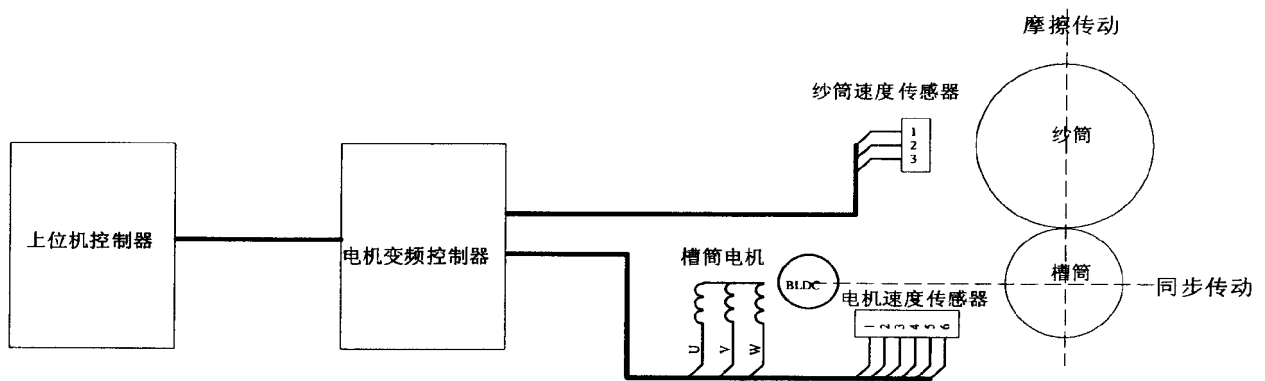 摩擦传动
纱筒速度传感器
1
2
3
纱筒
上位机控制器
电机变频控制器
槽筒电机
BLDC
槽筒
同步传动
电机速度传感器
1 2 3 4 5 6
U V W